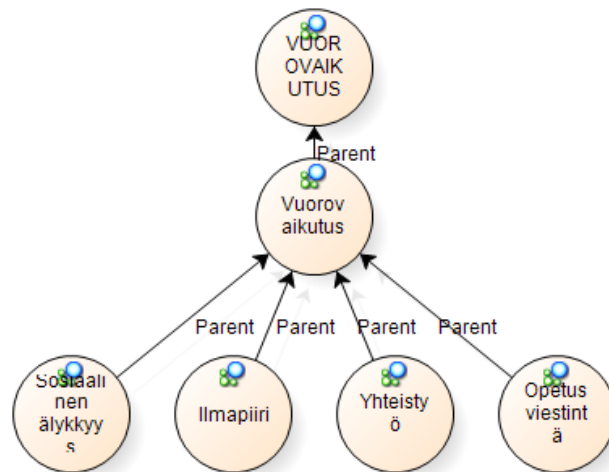 VUOR
OVAIK
UTUS
Parent
Vuorov
aikutus
Parent
Parent
Parent
Parent
Sosiaali
nen
älykkyy
s
Ilmapiiri
Yhteisty
ö
Opetus
viestint
ä